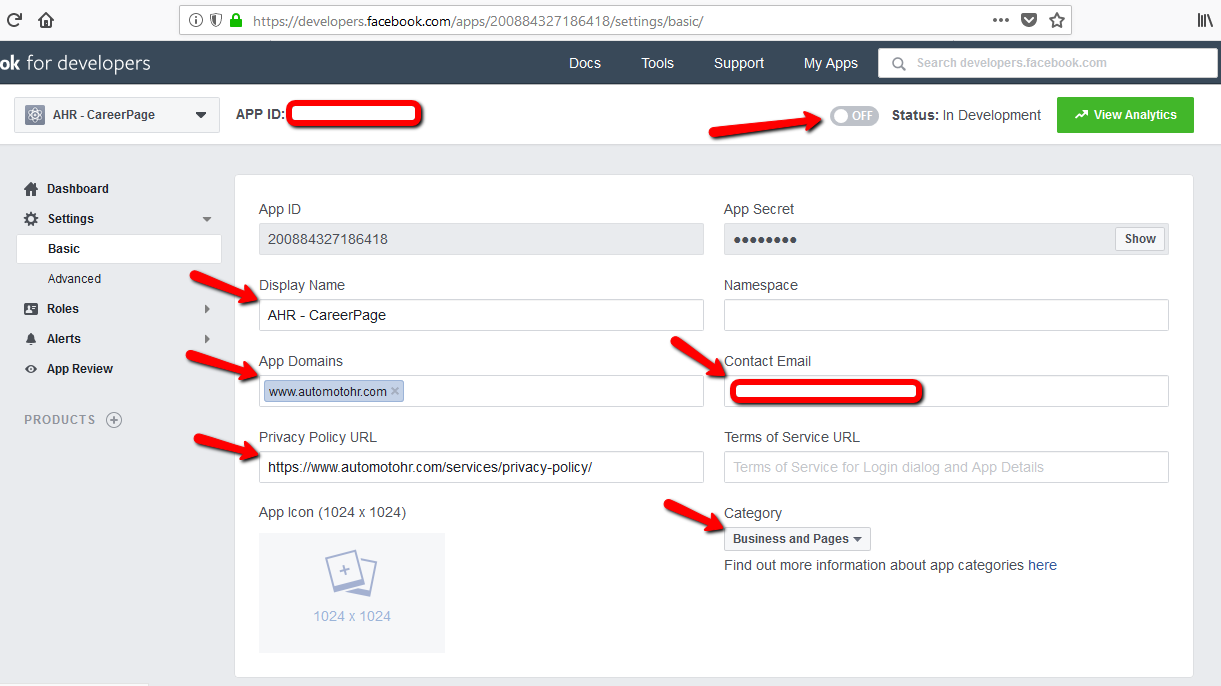 https://developers.facebook.com/apps/200884327186418/settings/basic/
ok for developers
Docs
Tools
Support
My Apps
Search developers.facebook.com
AHR - CareerPage
APP ID:
OFF
Status: In Development
View Analytics
Dashboard
Settings
Basic
Advanced
Roles
Alerts
App Review
PRODUCTS
App ID
200884327186418
App Secret
●●●●●●●●
Show
Display Name
AHR - CareerPage
Namespace
App Domains
www.automotohr.com
Contact Email
Privacy Policy URL
https://www.automotohr.com/services/privacy-policy/
Terms of Service URL
Terms of Service for Login dialog and App Details
App Icon (1024 x 1024)
1024 x 1024
Category
Business and Pages
Find out more information about app categories here